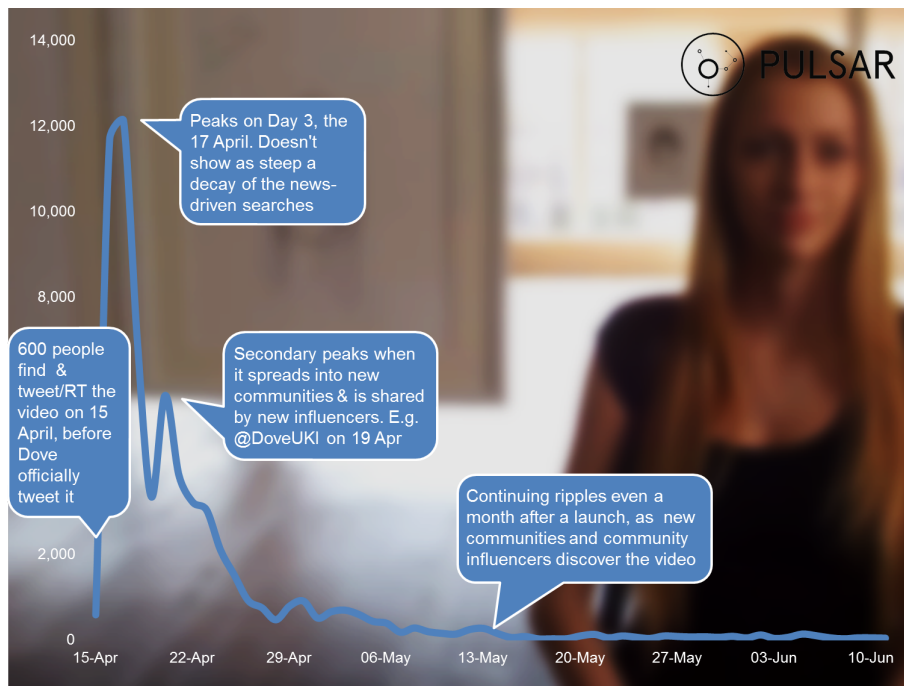 14,000
PULSAR
12,000
Peaks on Day 3, the
17 April. Doesn't
show as steep a
decay of the news-
driven searches
10,000
8,000
600 people
find & 
tweet/RT the
video on 15
April, before
Dove
officially
tweet it
Secondary peaks when
it spreads into new
communities & is shared
by new influencers. E.g.
@DoveUKI on 19 Apr
Continuing ripples even a
month after a launch, as new
communities and community
influencers discover the video
2,000
0
15-Apr 22-Apr 29-Apr 06-May 13-May 20-May 27-May 03-Jun 10-Jun